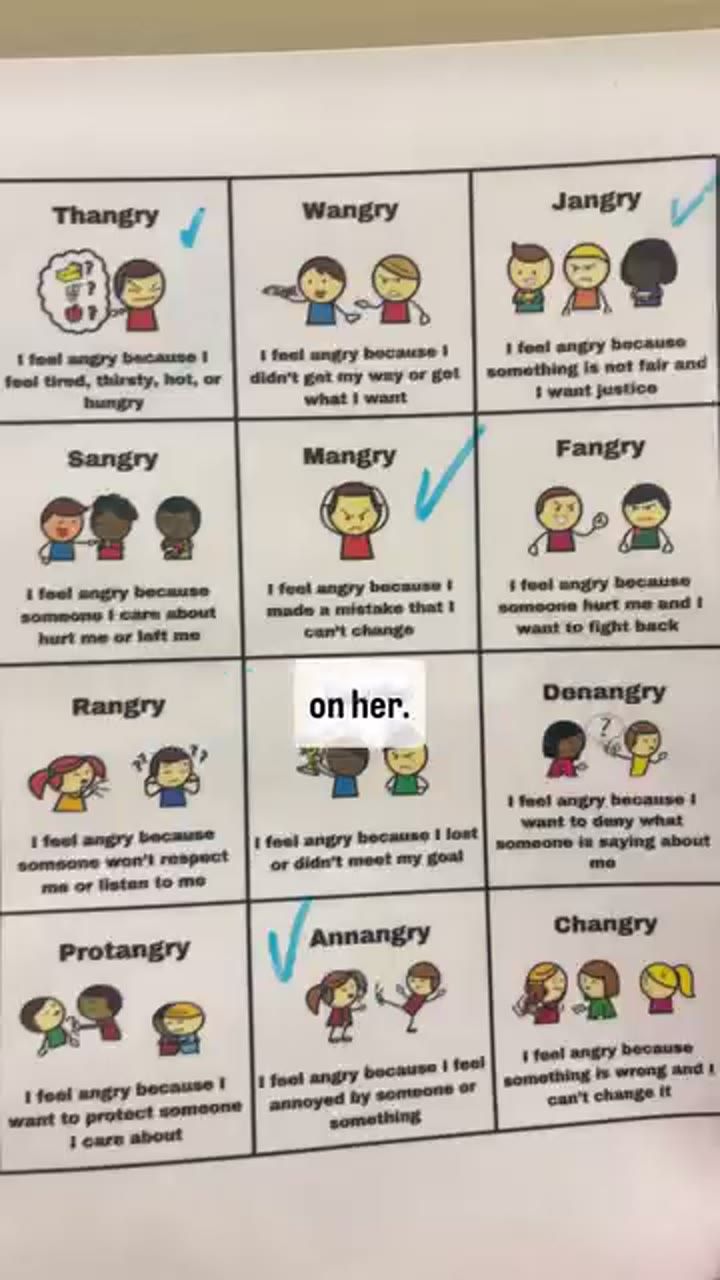 Thangry
Wangry
Jangry
?
?
?
I feel angry because I
feel tired, thirsty, hot, or
hungry
I feel angry because I
didn't get my way or get
what I want
I feel angry because
something is not fair and
I want justice
Sangry
Mangry
Fangry
I feel angry because
someone I care about
hurt me or left me
I feel angry because I
made a mistake that I
can't change
I feel angry because
someone hurt me and I
want to fight back
Rangry
on her.
Denangry
??
??
?
I feel angry because
someone won't respect
me or listen to me
I feel angry because I lost
or didn't meet my goal
I feel angry because I
want to deny what
someone is saying about
me
Protangry
Annangry
Changry
I feel angry because I
want to protect someone
I care about
I feel angry because I feel
annoyed by someone or
something
I feel angry because
something is wrong and I
can't change it